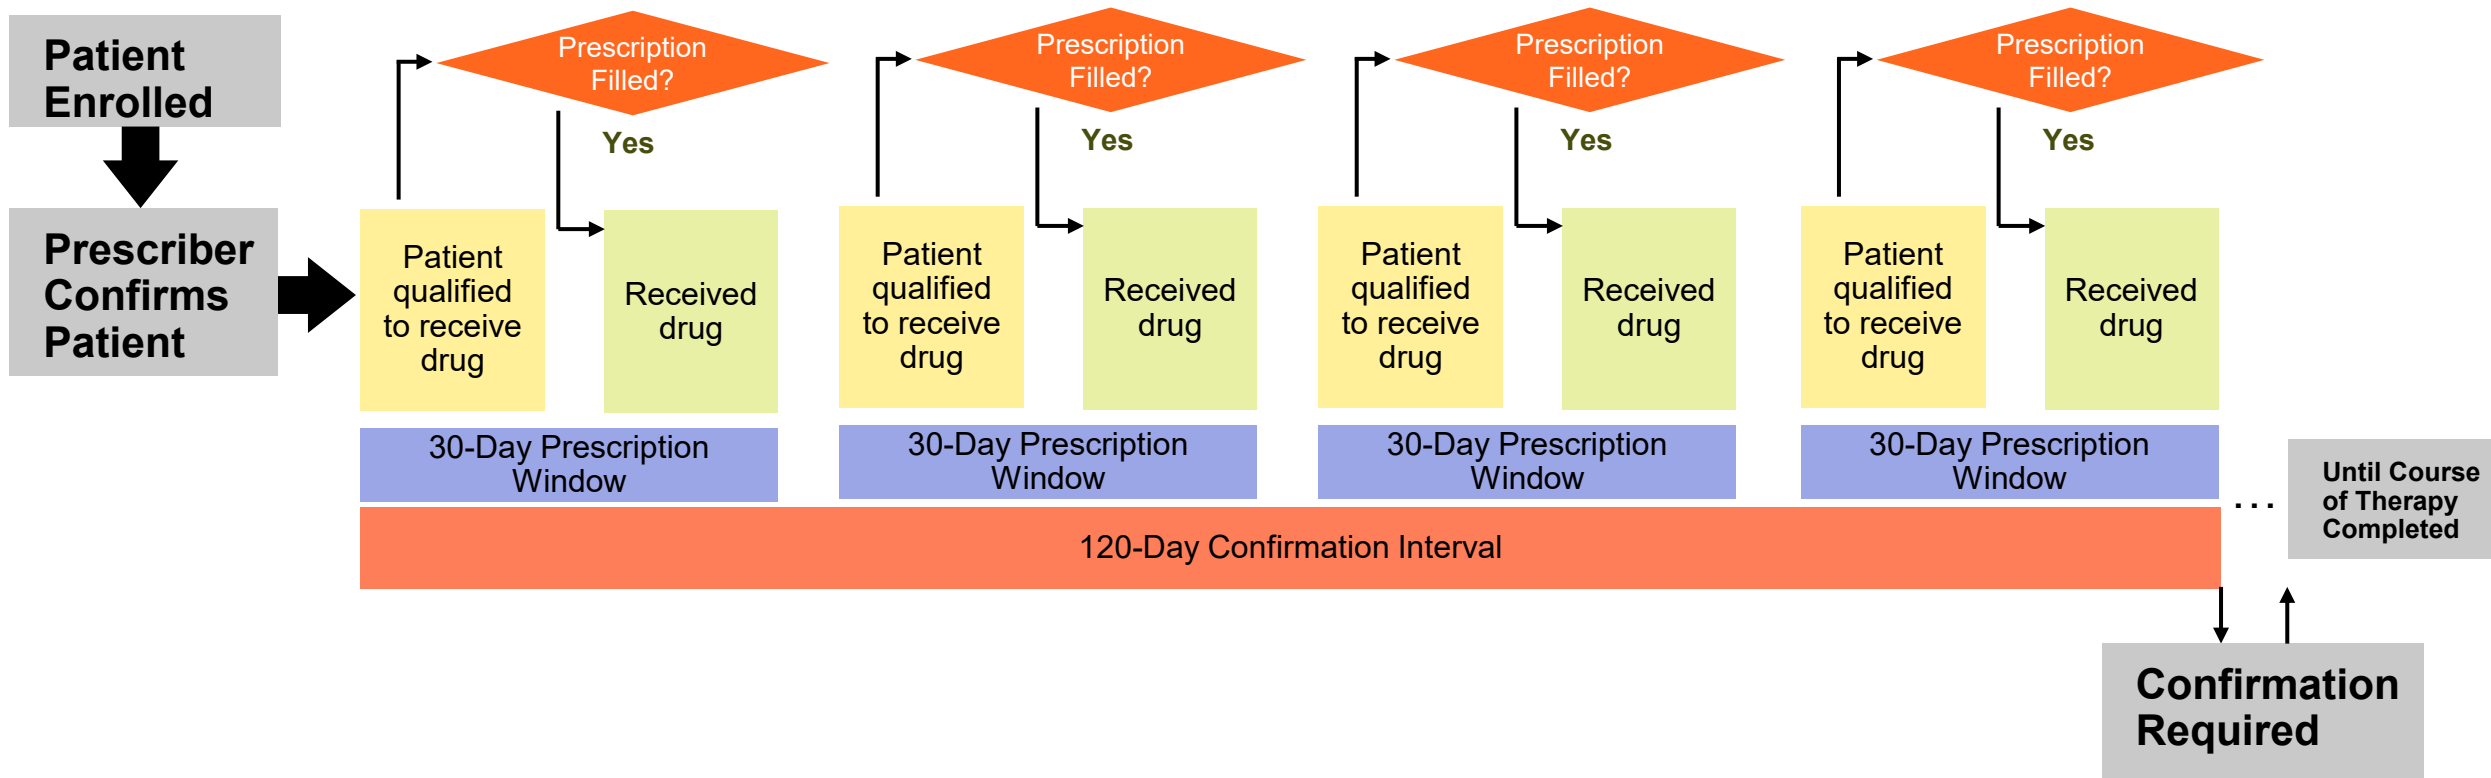 Patient
Enrolled
Prescriber
Confirms
Patient
Prescription
Filled?
Yes
Patient
qualified
to receive
drug
Received
drug
30-Day Prescription
Window
Prescription
Filled?
Yes
Patient
qualified
to receive
drug
Received
drug
30-Day Prescription
Window
Prescription
Filled?
Yes
Patient
qualified
to receive
drug
Received
drug
30-Day Prescription
Window
Prescription
Filled?
Yes
Patient
qualified
to receive
drug
Received
drug
30-Day Prescription
Window
120-Day Confirmation Interval
...
Until Course
of Therapy
Completed
Confirmation
Required